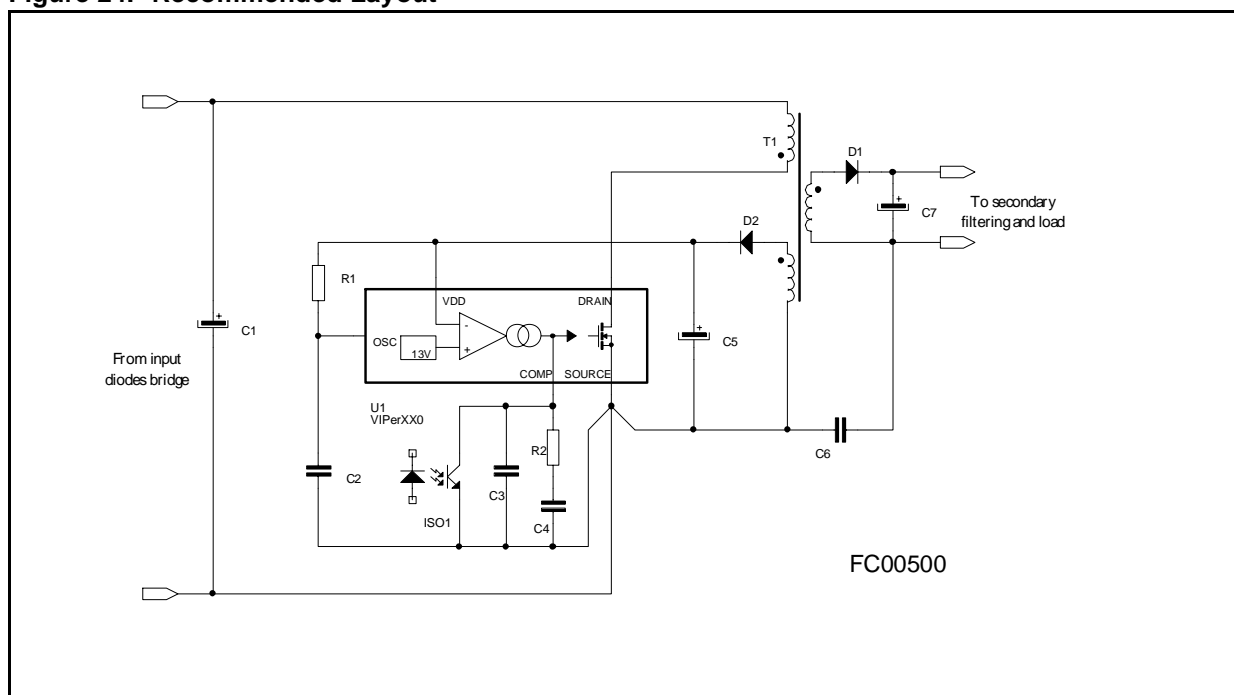 Figure 24. Recommended Layout
T1
D1
C7
To secondary
filtering and load
D2
R1
VDD
DRAIN
-
+
OSC
13V
COMP
SOURCE
C1
C5
From input
diodes bridge
U1
VIPerXX0
R2
C6
C2
C3
ISO1
C4
FC00500